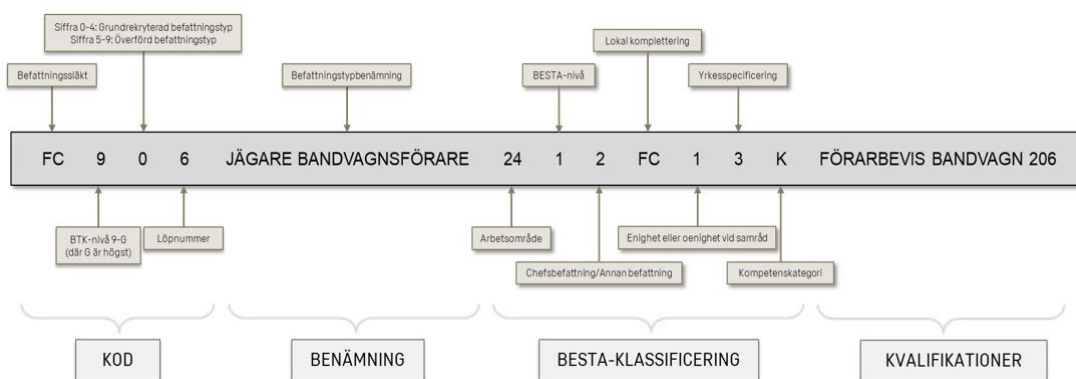 Siffra 0-4: Grundrekryterad befattningstyp
Siffra 5-9: Överförd befattningstyp
Lokal komplettering
Befattningssläkt
Befattningstypbenämning
BESTA-nivå
Yrkesspecificering
FC 9 0 6 JÄGARE BANDVAGNSFÖRARE 24 1 2 FC 1 3 K FÖRARBEVIS BANDVAGN 206
BTK-nivå 9-G
(där G är högst)
Löpnummer
Arbetsområde
Enighet eller oenighet vid samråd
Chefsbefattning/Annan befattning
Kompetenskategori
KOD
BENÄMNING
BESTA-KLASSIFICERING
KVALIFIKATIONER